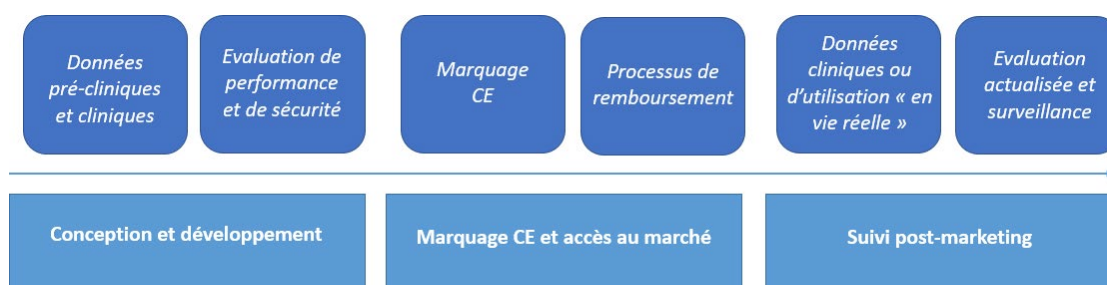 Données
pré-cliniques
et cliniques
Evaluation de
performance
et de sécurité
Marquage
CE
Processus de
remboursement
Données
cliniques ou
d'utilisation « en
vie réelle »
Evaluation
actualisée et
surveillance
Conception et développement
Marquage CE et accès au marché
Suivi post-marketing